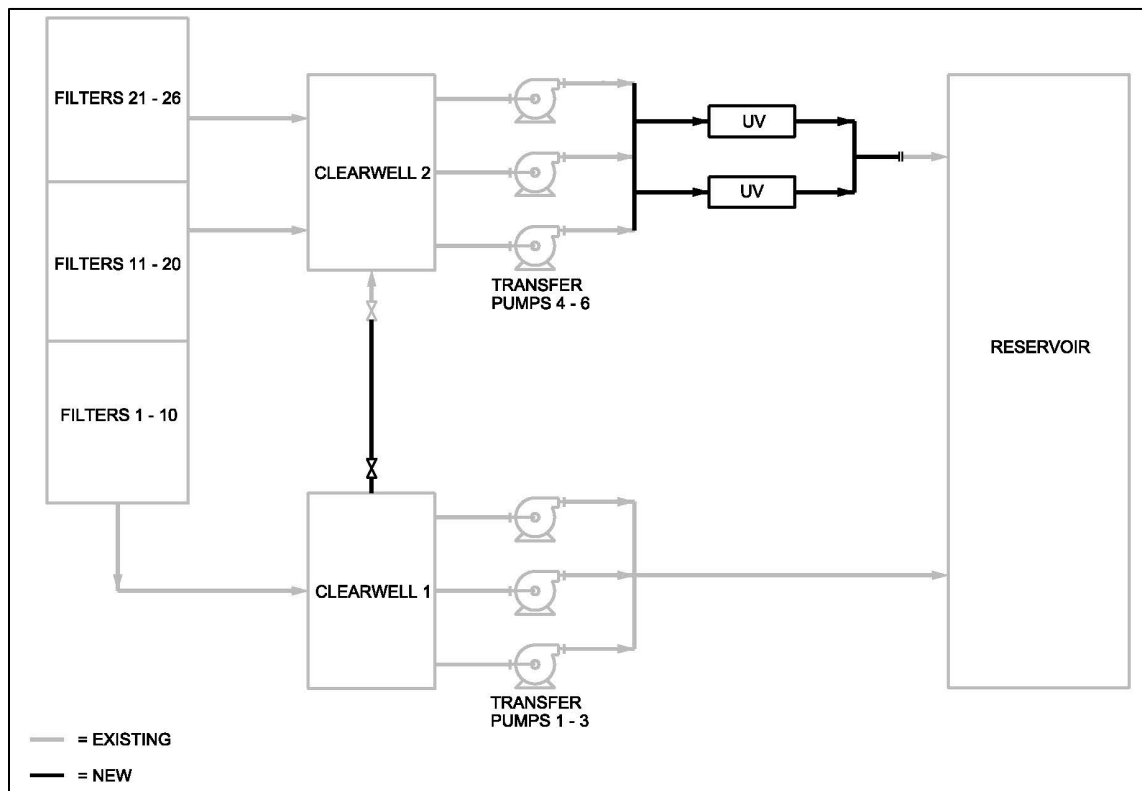 FILTERS 21 - 26
FILTERS 11 - 20
FILTERS 1 - 10
CLEARWELL 2
TRANSFER
PUMPS 4 - 6
UV
UV
RESERVOIR
CLEARWELL 1
TRANSFER
PUMPS 1 - 3
= EXISTING
= NEW